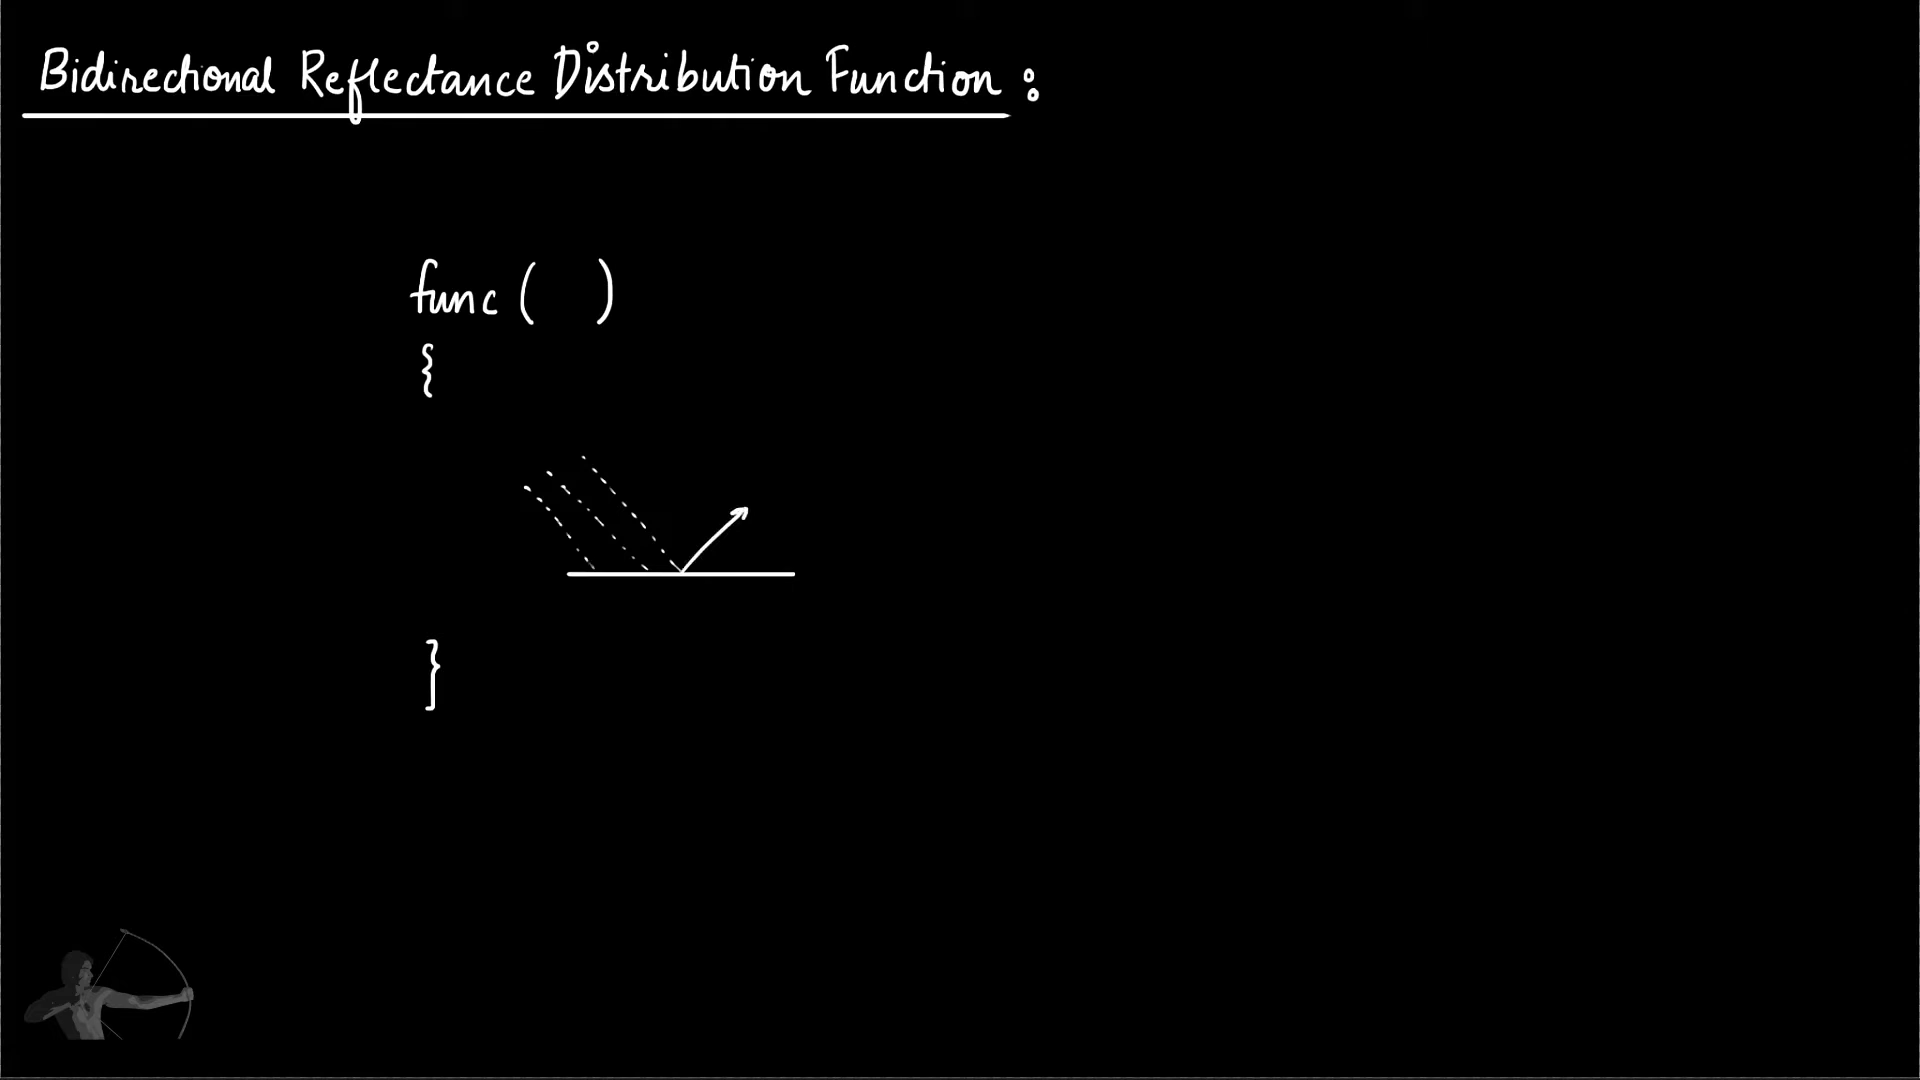 Bidirectional Reflectance Distribution Function :
func ( )
{
}